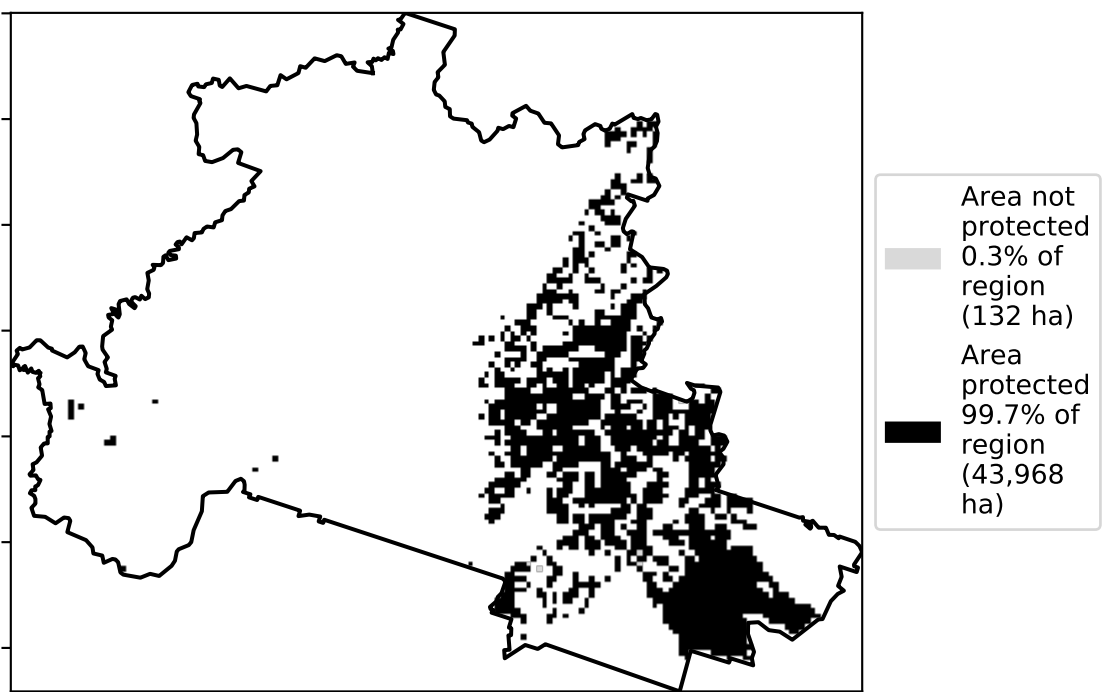 Area not
protected
0.3% of
region
(132 ha)
Area
protected
99.7% of
region
(43,968
ha)